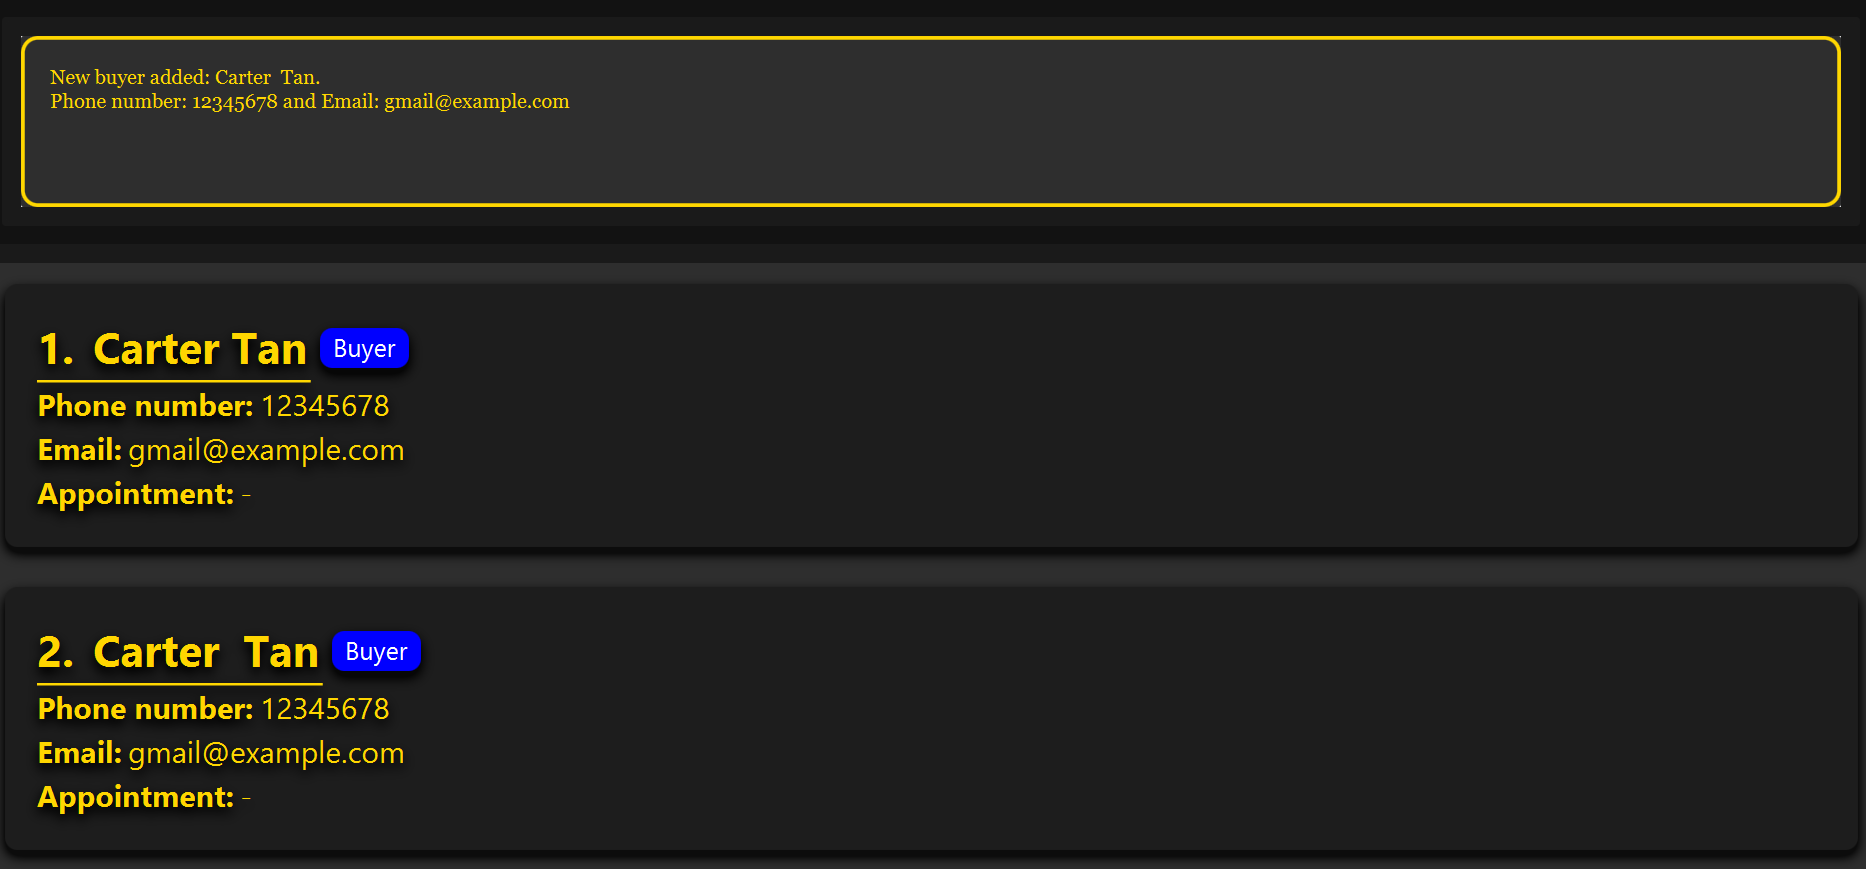 New buyer added: Carter  Tan.
Phone number: 12345678 and Email: gmail@example.com
1.  Carter Tan Buyer
Phone number: 12345678
Email: gmail@example.com
Appointment: -
2.  Carter  Tan Buyer
Phone number: 12345678
Email: gmail@example.com
Appointment: -